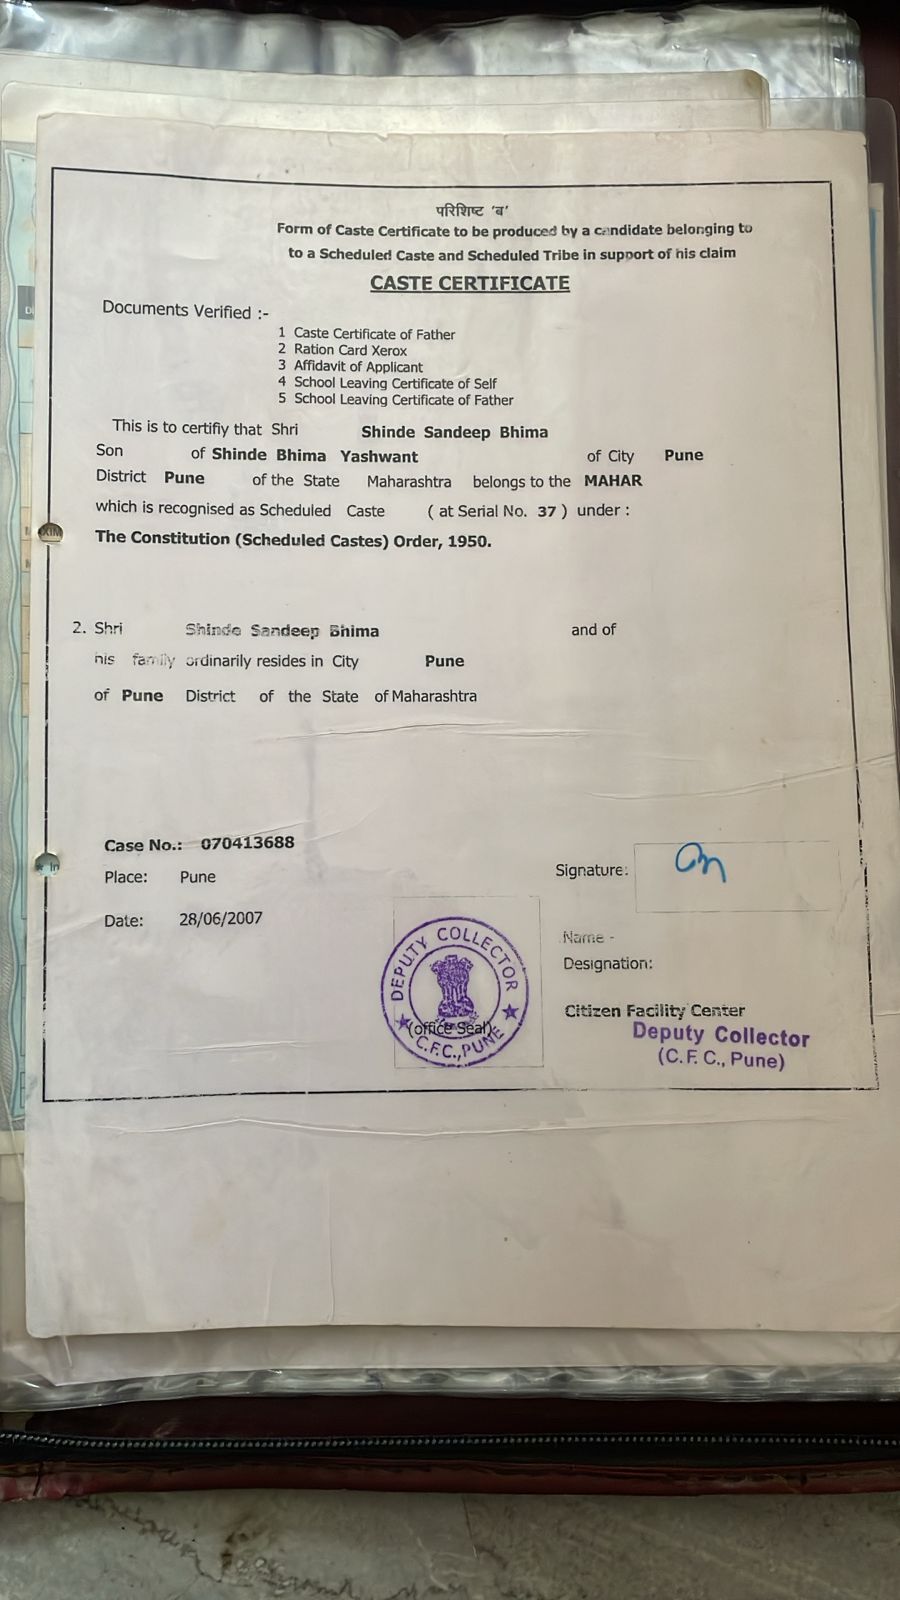 परिशिष्ट 'ब'
Form of Caste Certificate to be produced by a candidate belonging to
to a Scheduled Caste and Scheduled Tribe in support of his claim
CASTE CERTIFICATE
Documents Verified :-
1 Caste Certificate of Father
2 Ration Card Xerox
3 Affidavit of Applicant
4 School Leaving Certificate of Self
5 School Leaving Certificate of Father
This is to certifiy that Shri Shinde Sandeep Bhima
Son of Shinde Bhima Yashwant of City Pune
District Pune of the State Maharashtra belongs to the MAHAR
which is recognised as Scheduled Caste ( at Serial No. 37 ) under :
The Constitution (Scheduled Castes) Order, 1950.
2. Shri Shinde Sandeep Bhima and of
his family ordinarily resides in City Pune
of Pune District of the State of Maharashtra
Case No.: 070413688
Place: Pune
Date: 28/06/2007
Signature:
Name -
Designation:
Citizen Facility Center
Deputy Collector
(C.F.C., Pune)
DEPUTY COLLECTOR
(office Seal)
C.F.C., PUNE